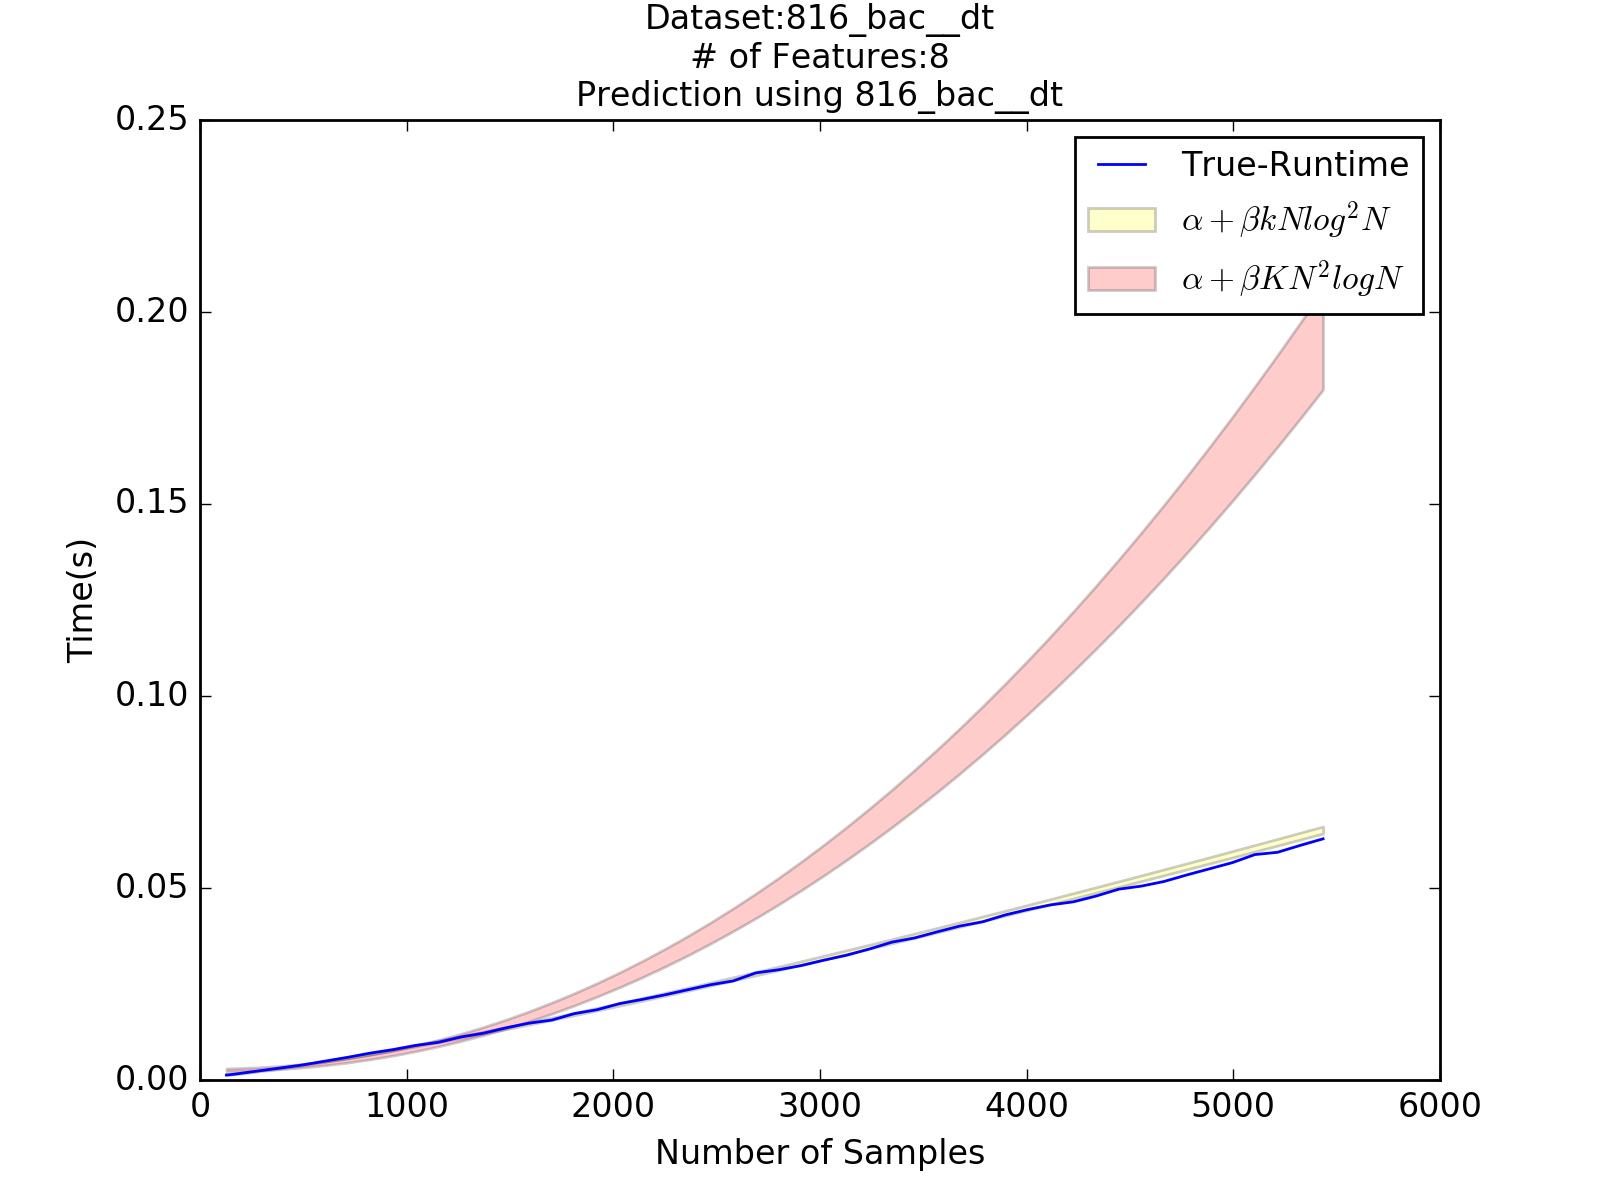 Dataset:816_bac__dt
# of Features:8
Prediction using 816_bac__dt
0.25
0.20
0.15
0.10
0.05
0.00
Time(s)
True-Runtime
α + βkNlog²N
α + βKN²logN
0 1000 2000 3000 4000 5000 6000
Number of Samples